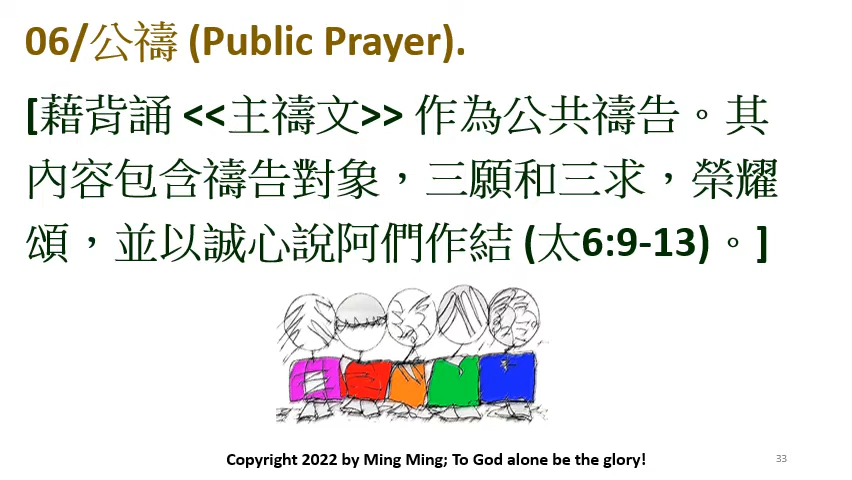 06/公禱 (Public Prayer).
[藉背誦 <<主禱文>> 作為公共禱告。其
內容包含禱告對象，三願和三求，榮耀
頌，並以誠心說阿們作結 (太6:9-13)。]
Copyright 2022 by Ming Ming; To God alone be the glory!
33